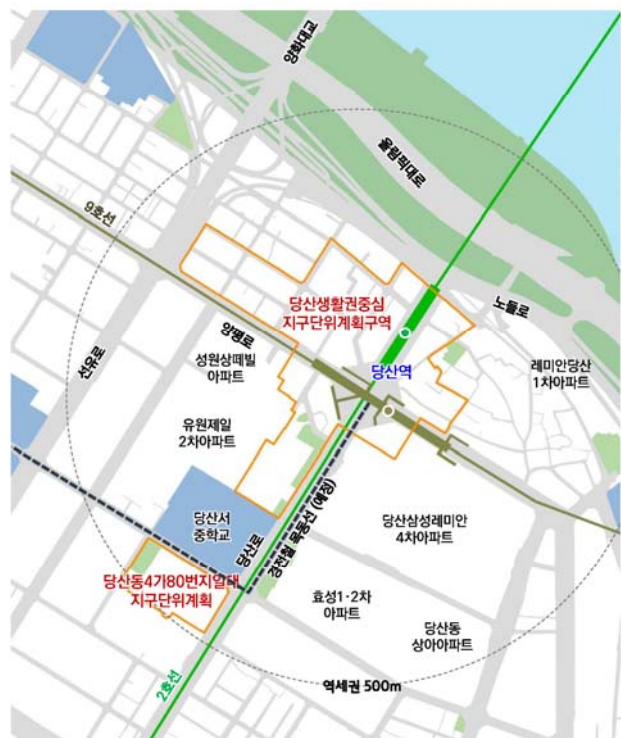 양화대교
올림픽대로
9호선
당산생활권중심
지구단위계획구역
노들로
양평로
선유로
성원상떼빌
아파트
당산역
레미안당산
1차아파트
유원제일
2차아파트
당산서
중학교
당산로
경전철 목동선 (예정)
당산삼성레미안
4차아파트
당산동4가80번지일대
지구단위계획
효성1·2차
아파트
당산동
상아아파트
2호선
역세권 500m